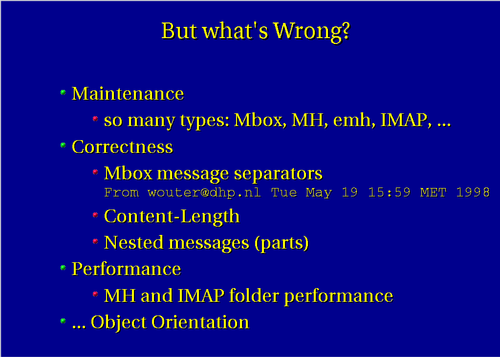 But what's Wrong?
Maintenance
so many types: Mbox, MH, emh, IMAP, ...
Correctness
Mbox message separators
From wouter@dhp.nl Tue May 19 15:59 MET 1998
Content-Length
Nested messages (parts)
Performance
MH and IMAP folder performance
... Object Orientation